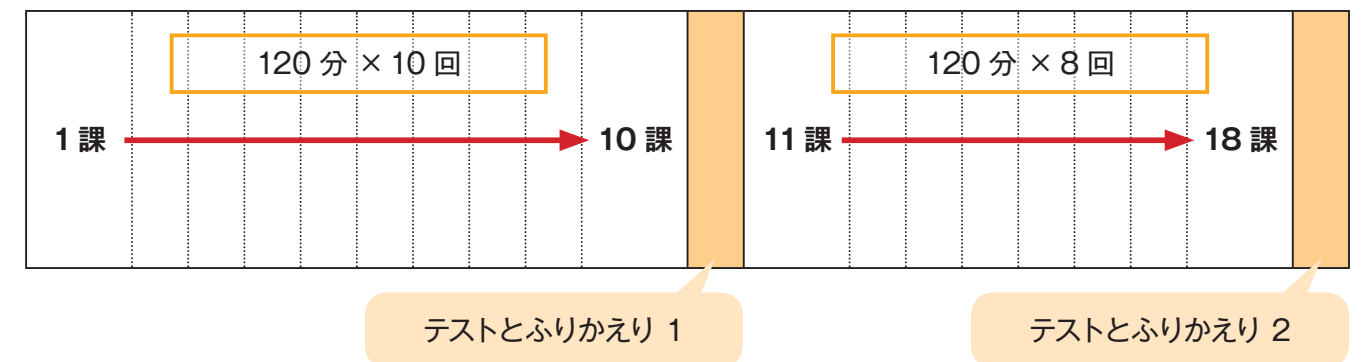 120 分 × 10 回
120 分 × 8 回
1 課
10 課
11 課
18 課
テストとふりかえり 1
テストとふりかえり 2